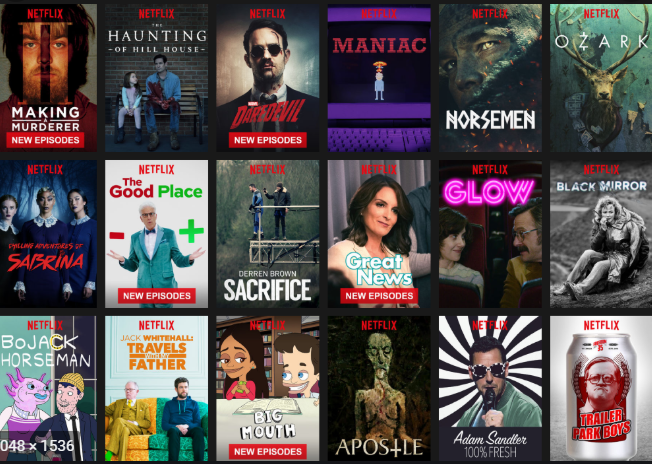 NETFLIX
MAKING
A
MURDERER
NEW EPISODES
NETFLIX
THE
HAUNTING
-OF HILL HOUSE-
NETFLIX
MARVEL
DAREDEVIL
NEW EPISODES
NETFLIX
MANIAC
NETFLIX
NORSEMEN
NETFLIX
OZARK
NETFLIX
CHILLING ADVENTURES OF
SABRINA
NETFLIX
The
Good Place
NEW EPISODES
NETFLIX
DERREN BROWN
SACRIFICE
NETFLIX
Great
News
NEW EPISODES
NETFLIX
GLOW
NETFLIX
BLACK MIRROR
NETFLIX
BoJACK
HORSEMAN
048 × 1536
NETFLIX
JACK WHITEHALL:
TRAVELS
WITH MY
FATHER
NETFLIX
BIG
MOUTH
NEW EPISODES
NETFLIX
APOSTLE
NETFLIX
Adam Sandler
100% FRESH
NETFLIX
TRAILER
PARK BOYS